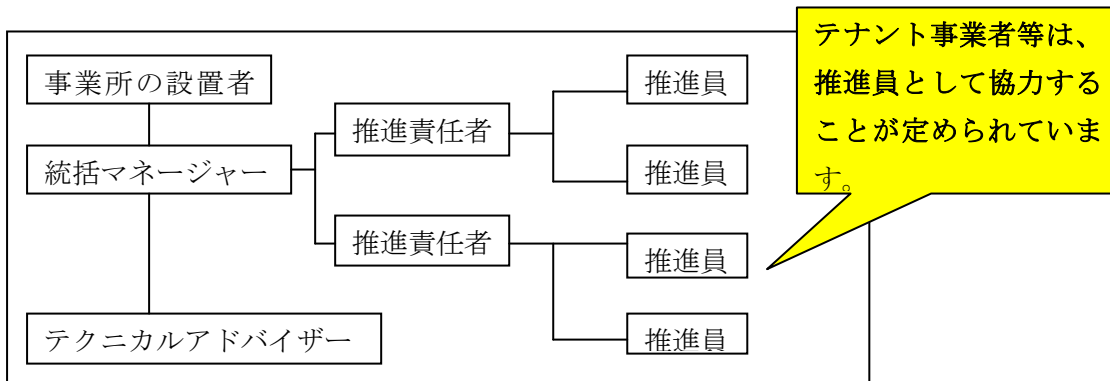 事業所の設置者
統括マネージャー
テクニカルアドバイザー
推進責任者
推進責任者
推進員
推進員
推進員
推進員
テナント事業者等は、
推進員として協力する
ことが定められていま
す。